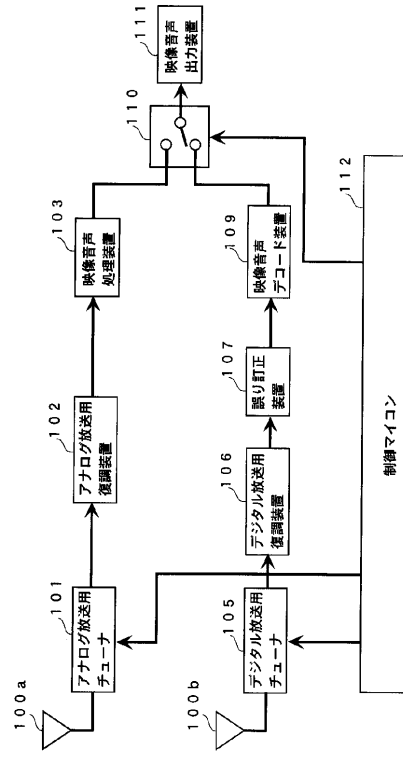 100a
101
アナログ放送用
チューナ
102
アナログ放送用
復調装置
103
映像音声
処理装置
110
111
映像音声
出力装置
100b
105
デジタル放送用
チューナ
106
デジタル放送用
復調装置
107
誤り訂正
装置
109
映像音声
デコード装置
112
制御マイコン